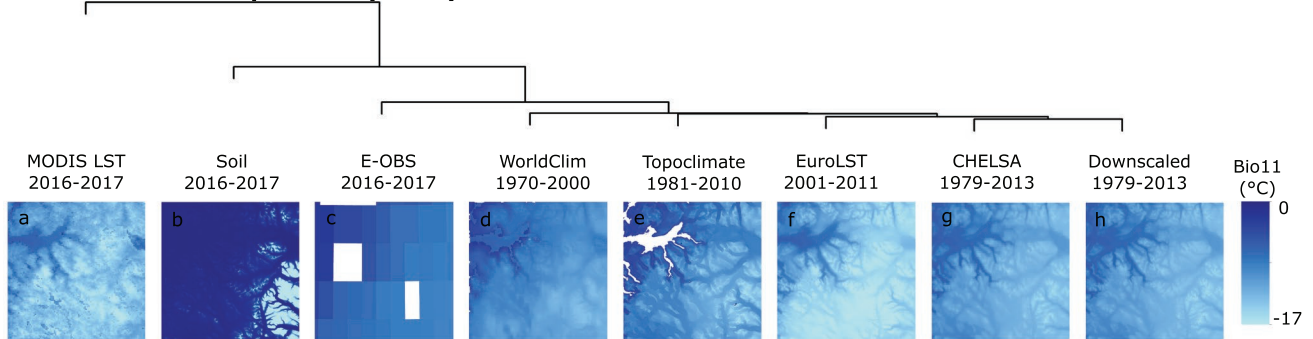 MODIS LST
2016-2017
Soil
2016-2017
E-OBS
2016-2017
WorldClim
1970-2000
Topoclimate
1981-2010
EuroLST
2001-2011
CHELSA
1979-2013
Downscaled
1979-2013
Bio11
(°C)
0
-17
a
b
c
d
e
f
g
h